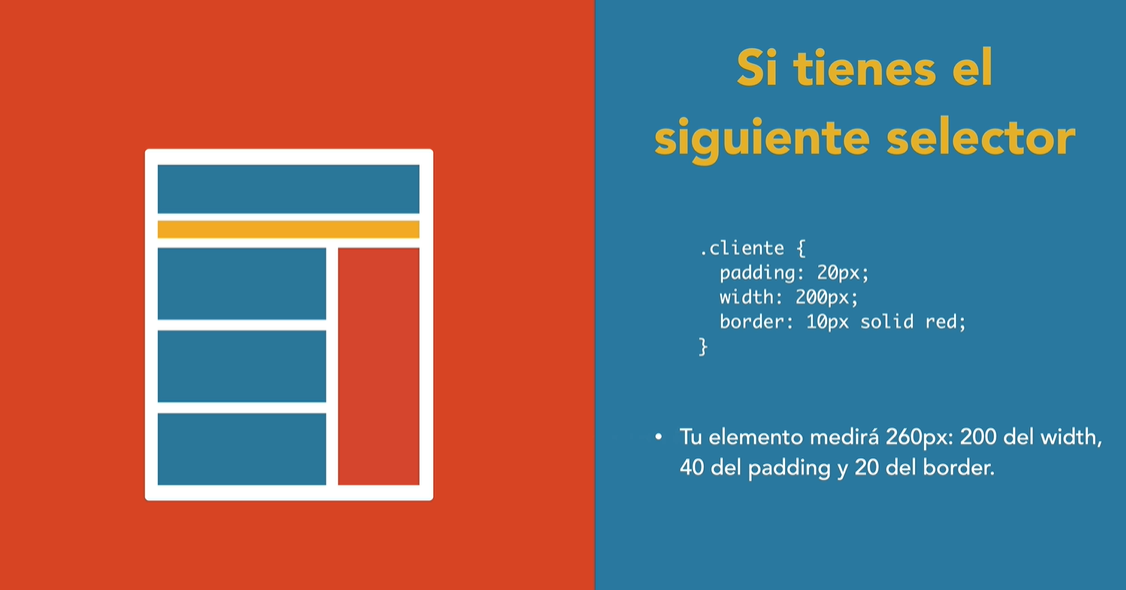 Si tienes el
siguiente selector
.cliente {
  padding: 20px;
  width: 200px;
  border: 10px solid red;
}
• Tu elemento medirá 260px: 200 del width,
40 del padding y 20 del border.